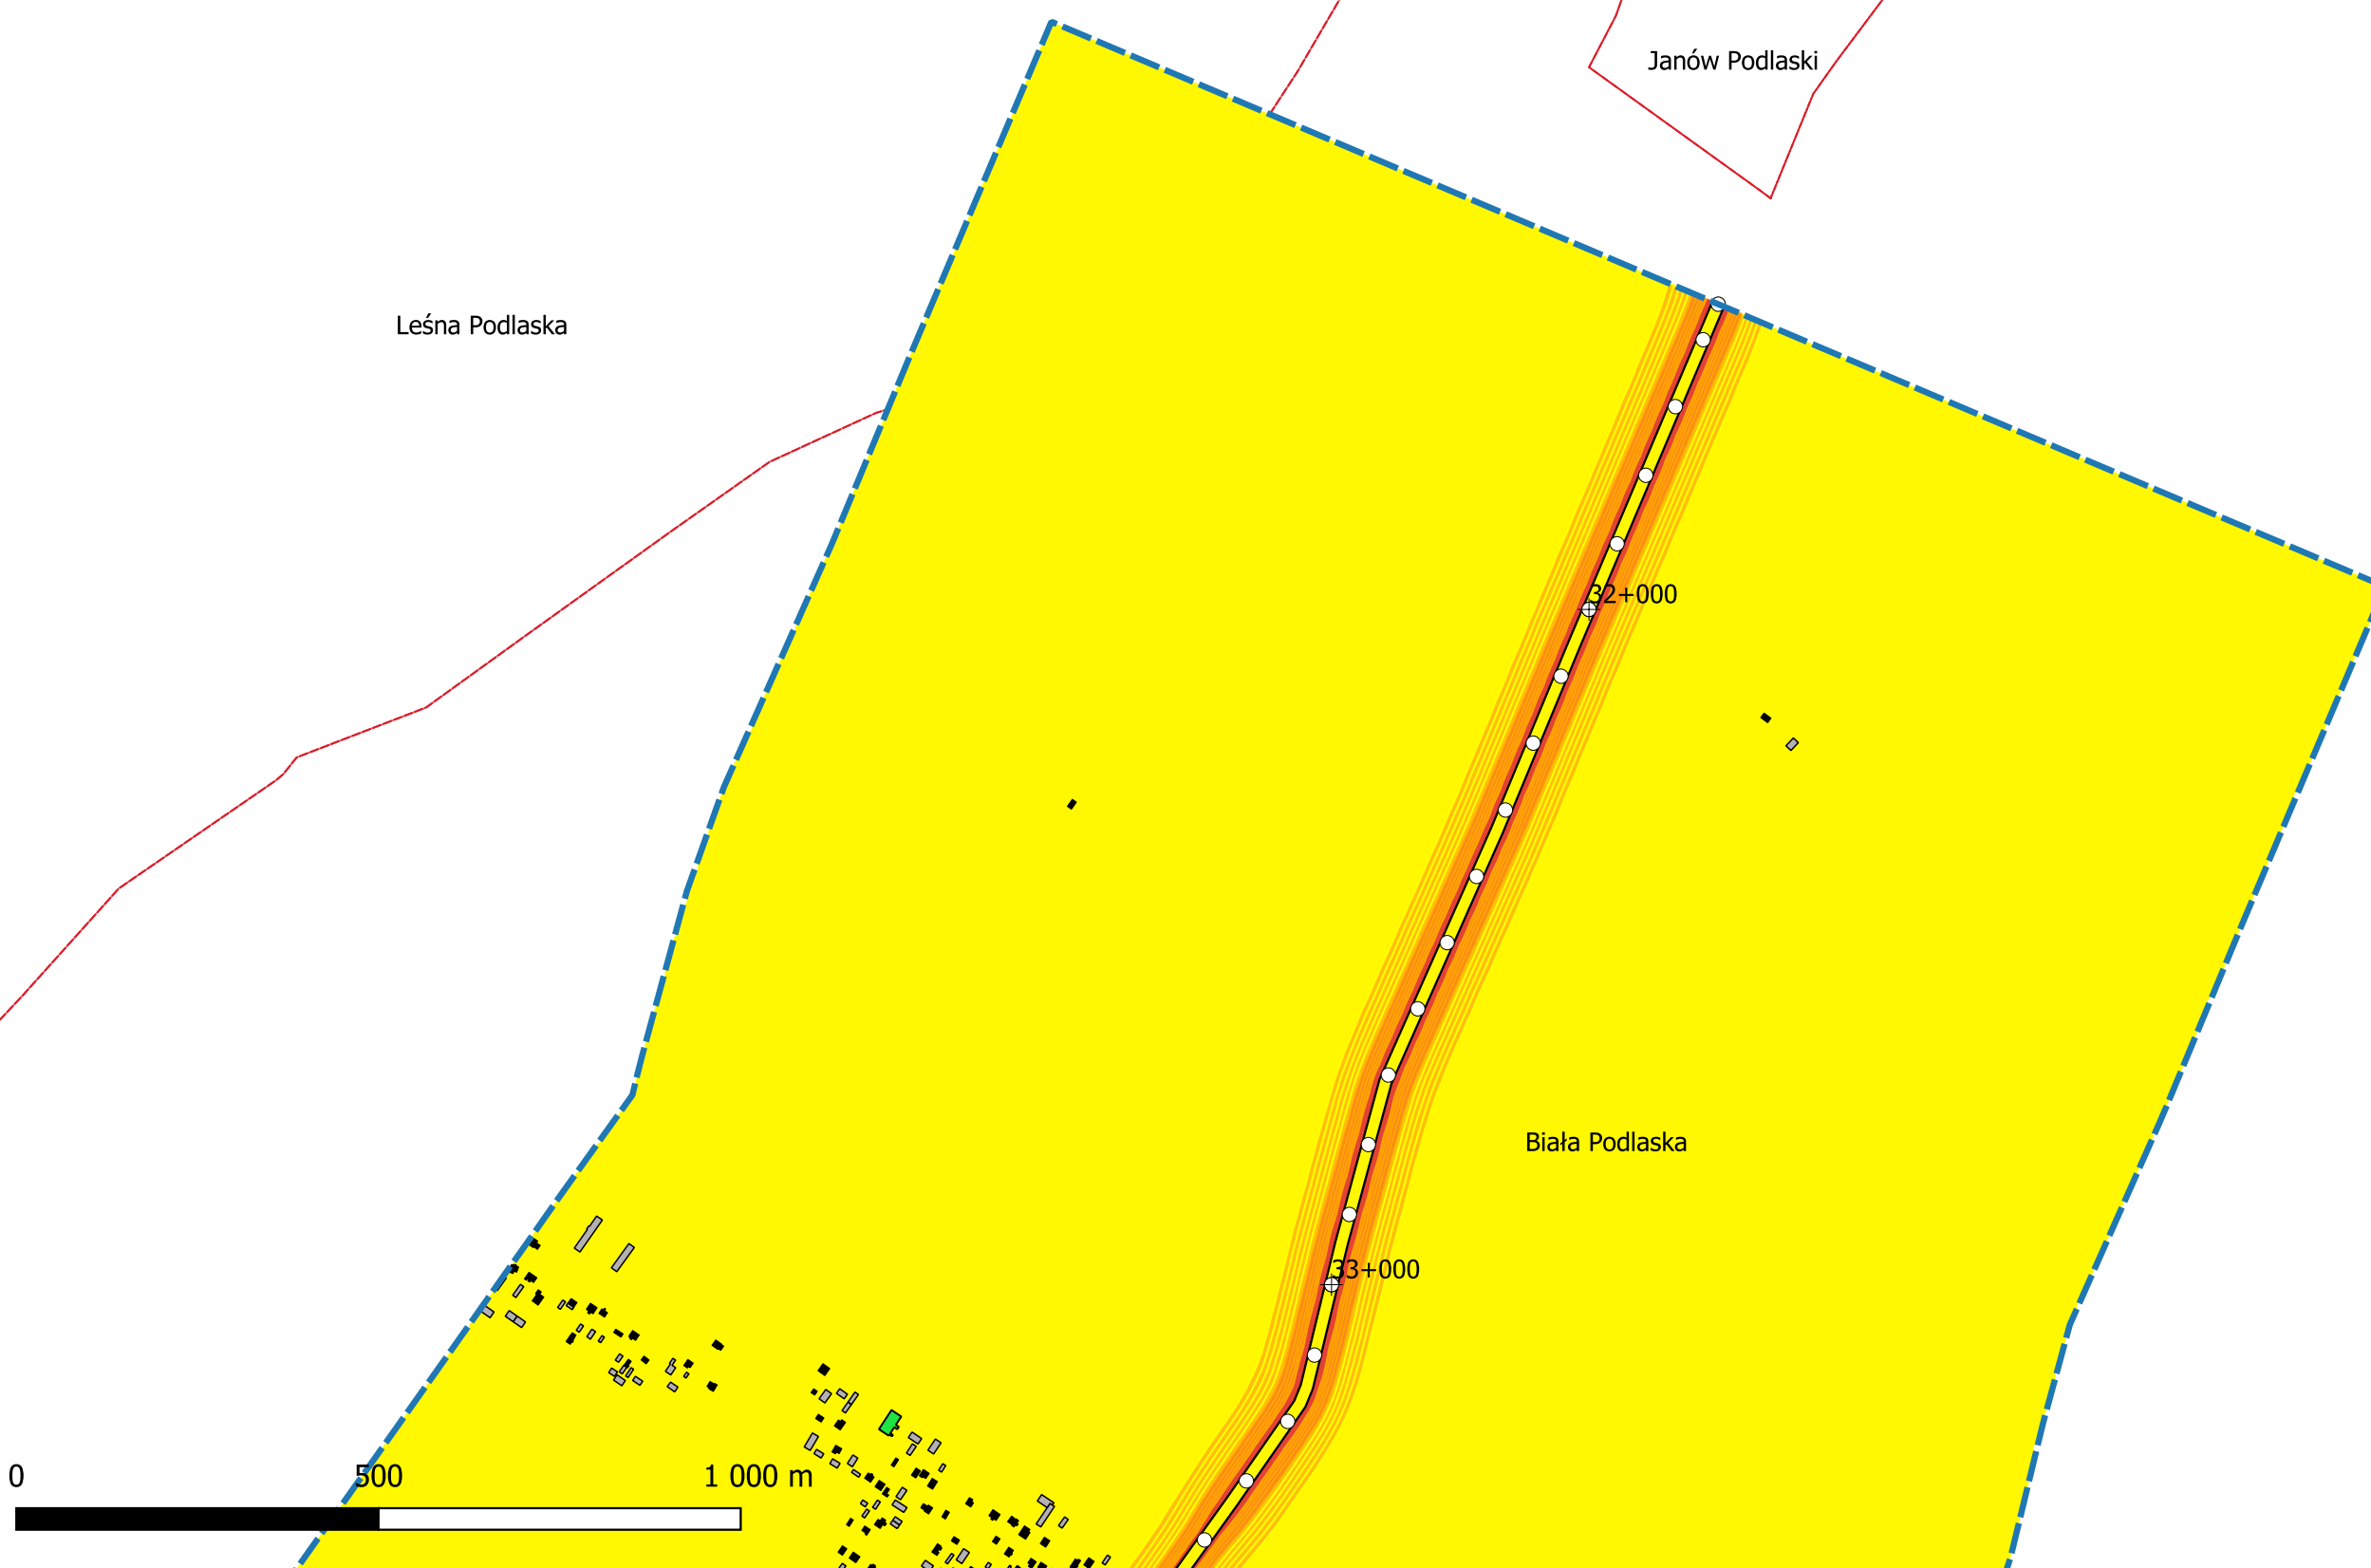 Janów Podlaski
Leśna Podlaska
32+000
Biała Podlaska
33+000
0 500 1 000 m